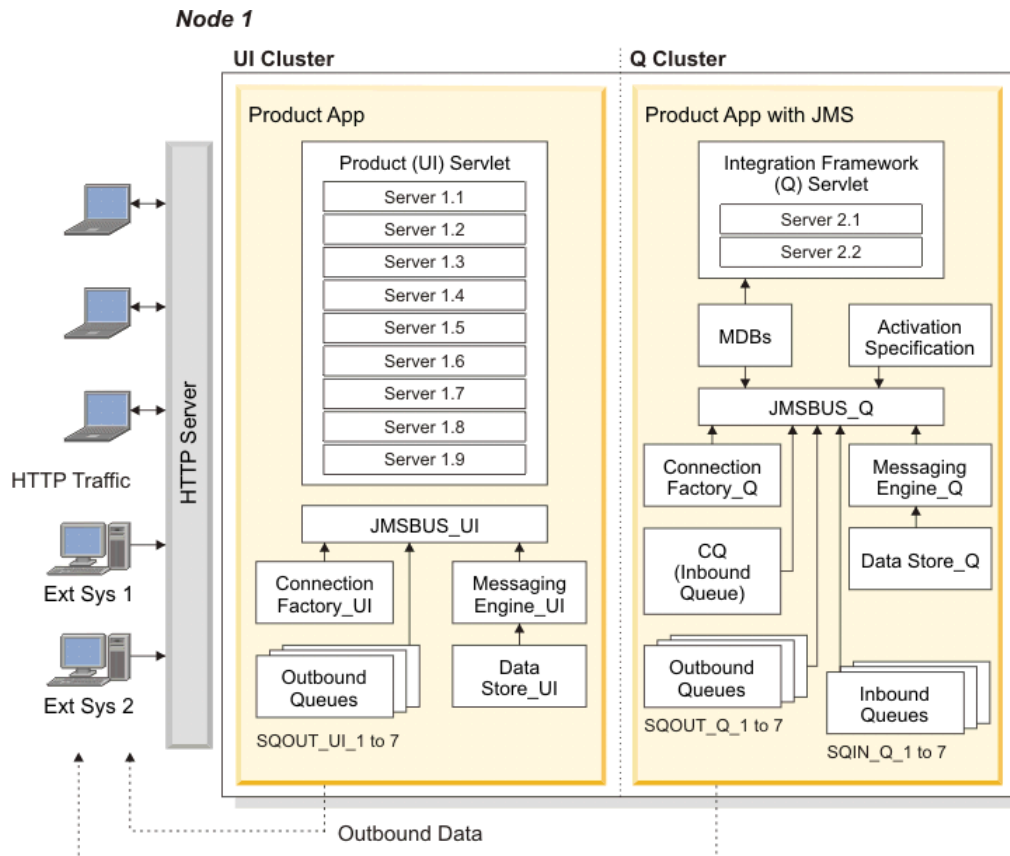 Node 1
UI Cluster
Q Cluster
Product App
Product (UI) Servlet
Server 1.1
Server 1.2
Server 1.3
Server 1.4
Server 1.5
Server 1.6
Server 1.7
Server 1.8
Server 1.9
JMSBUS_UI
Connection
Factory_UI
Messaging
Engine_UI
Outbound
Queues
Data
Store_UI
SQOUT_UI_1 to 7
Product App with JMS
Integration Framework
(Q) Servlet
Server 2.1
Server 2.2
MDBs
Activation
Specification
JMSBUS_Q
Connection
Factory_Q
Messaging
Engine_Q
CQ
(Inbound
Queue)
Data Store_Q
Outbound
Queues
Inbound
Queues
SQOUT_Q_1 to 7
SQIN_Q_1 to 7
HTTP Server
HTTP Traffic
Ext Sys 1
Ext Sys 2
Outbound Data